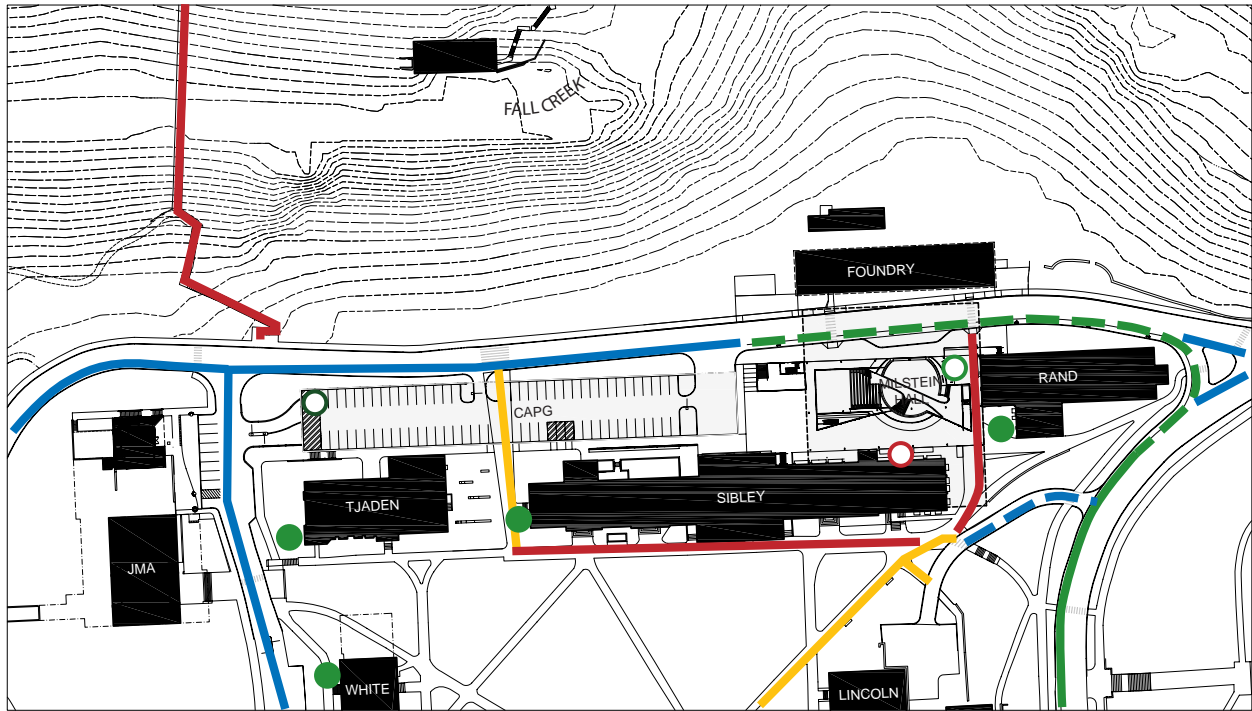 FALL CREEK
FOUNDRY
RAND
MILSTEIN
HALL
CAPG
SIBLEY
TJADEN
JMA
WHITE
LINCOLN